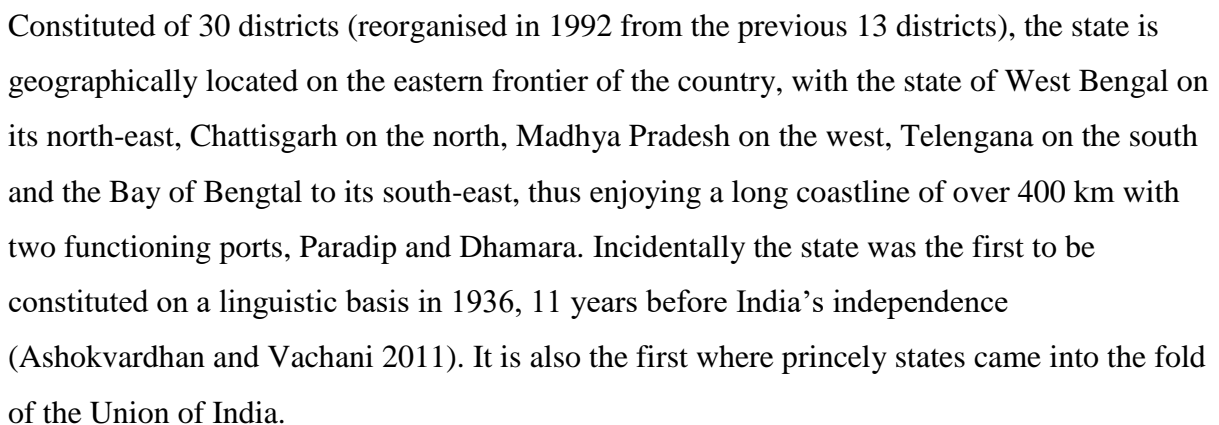 Constituted of 30 districts (reorganised in 1992 from the previous 13 districts), the state is
geographically located on the eastern frontier of the country, with the state of West Bengal on
its north-east, Chattisgarh on the north, Madhya Pradesh on the west, Telengana on the south
and the Bay of Bengtal to its south-east, thus enjoying a long coastline of over 400 km with
two functioning ports, Paradip and Dhamara. Incidentally the state was the first to be
constituted on a linguistic basis in 1936, 11 years before India’s independence
(Ashokvardhan and Vachani 2011). It is also the first where princely states came into the fold
of the Union of India.